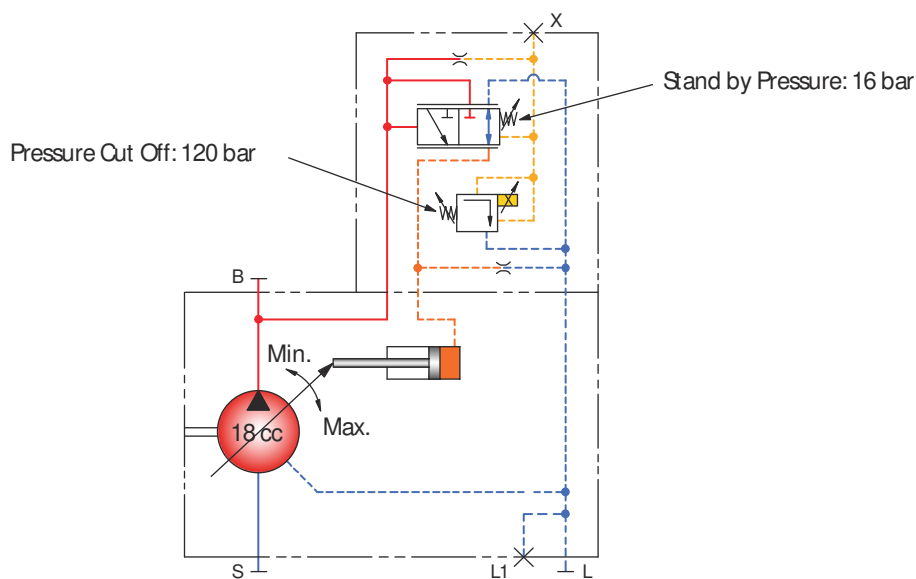 X
Stand by Pressure: 16 bar
Pressure Cut Off: 120 bar
B
Min.
Max.
18 cc
S
L1
L